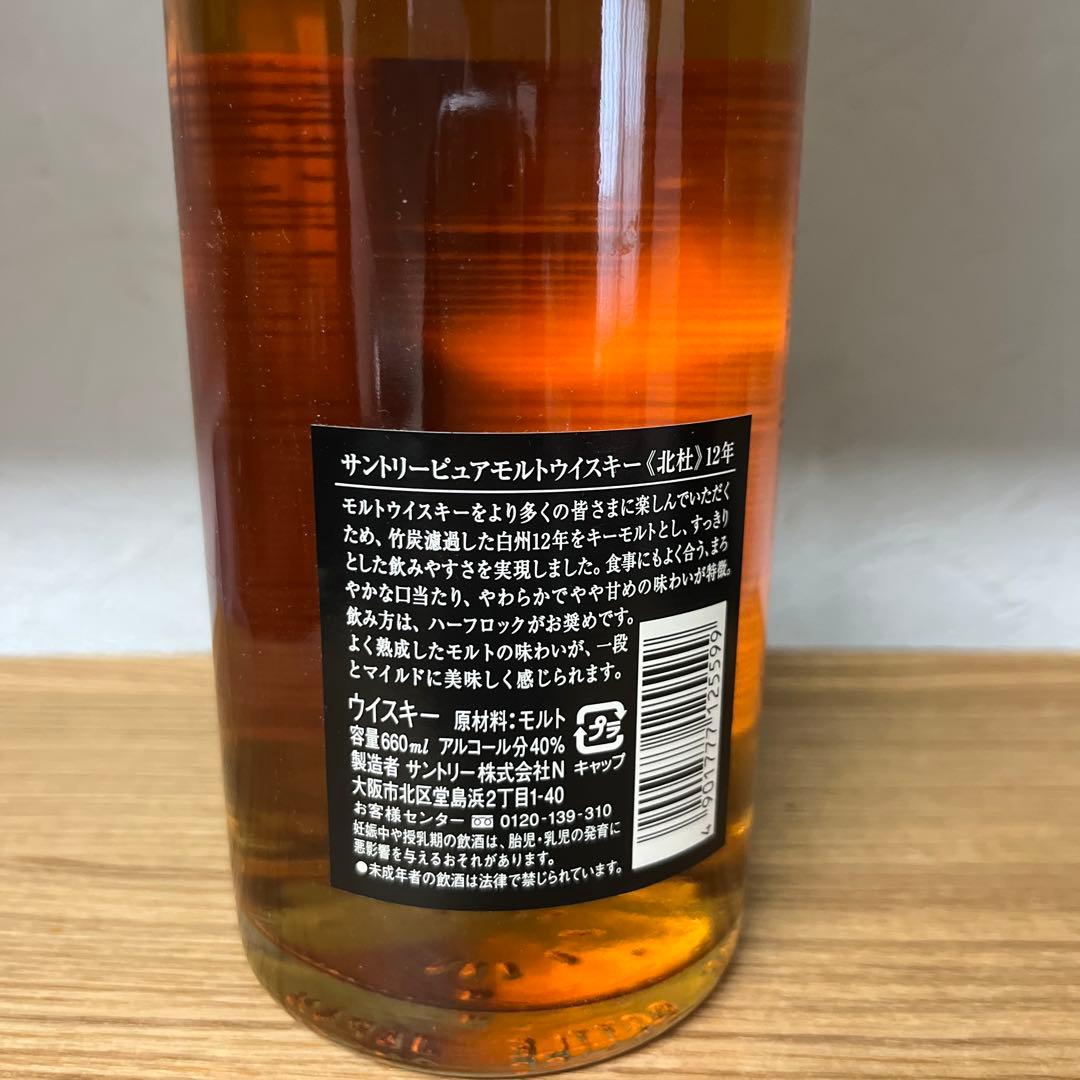 サントリーピュアモルトウイスキー《北杜》12年
モルトウイスキーをより多くの皆さまに楽しんでいただく
ため、竹炭濾過した白州12年をキーモルトとし、すっきり
とした飲みやすさを実現しました。食事にもよく合う、まろ
やかな口当たり、やわらかでやや甘めの味わいが特徴。
飲み方は、ハーフロックがお奨めです。
よく熟成したモルトの味わいが、一段
とマイルドに美味しく感じられます。
ウイスキー 原材料:モルト
容量660ml アルコール分40%
プラ
製造者 サントリー株式会社N キャップ
大阪市北区堂島浜2丁目1-40
お客様センター 0120-139-310
妊娠中や授乳期の飲酒は、胎児・乳児の発育に
悪影響を与えるおそれがあります。
●未成年者の飲酒は法律で禁じられています。
4 901777 125599